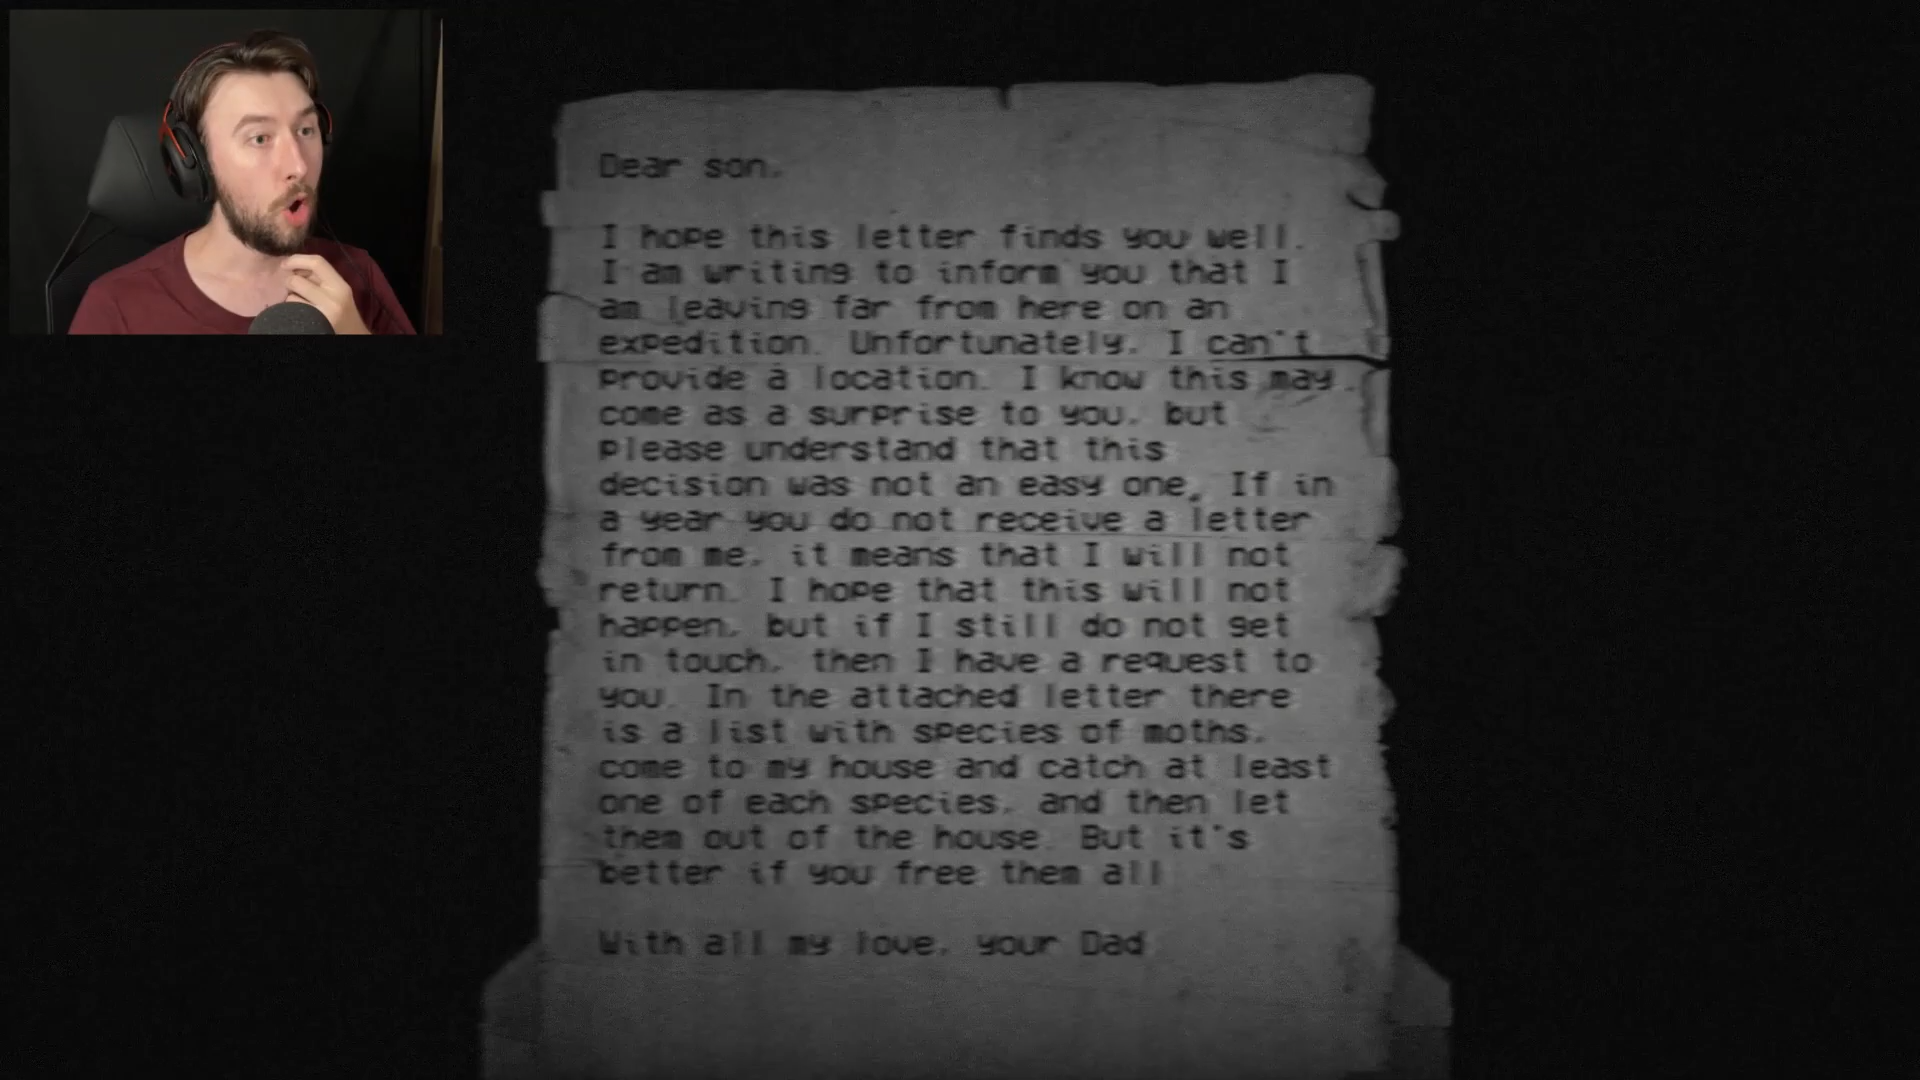 Dear son,
I hope this letter finds you well.
I am writing to inform you that I
am leaving far from here on an
expedition. Unfortunately, I can't
provide a location. I know this may
come as a surprise to you, but
please understand that this
decision was not an easy one. If in
a year you do not receive a letter
from me, it means that I will not
return. I hope that this will not
happen, but if I still do not get
in touch, then I have a request to
you. In the attached letter there
is a list with species of moths,
come to my house and catch at least
one of each species, and then let
them out of the house. But it's
better if you free them all
With all my love, your Dad